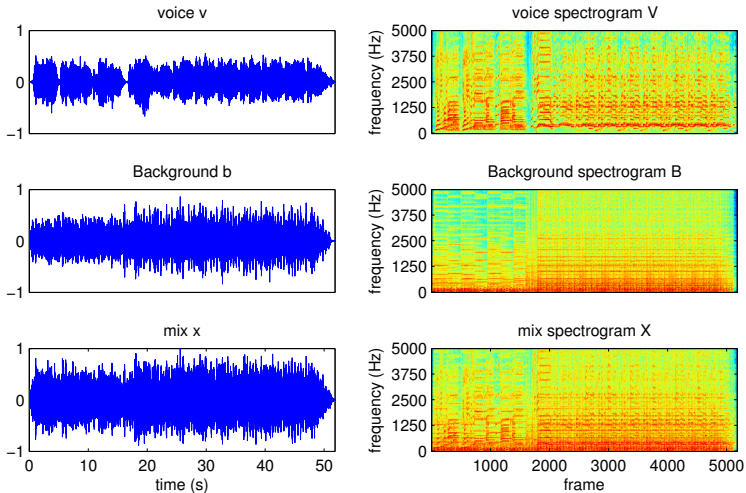 voice v
1
0
−1
voice spectrogram V
frequency (Hz)
5000
3750
2500
1250
0
Background b
1
0
−1
Background spectrogram B
frequency (Hz)
5000
3750
2500
1250
0
mix x
1
0
−1
0 10 20 30 40 50
time (s)
mix spectrogram X
frequency (Hz)
5000
3750
2500
1250
0
1000 2000 3000 4000 5000
frame